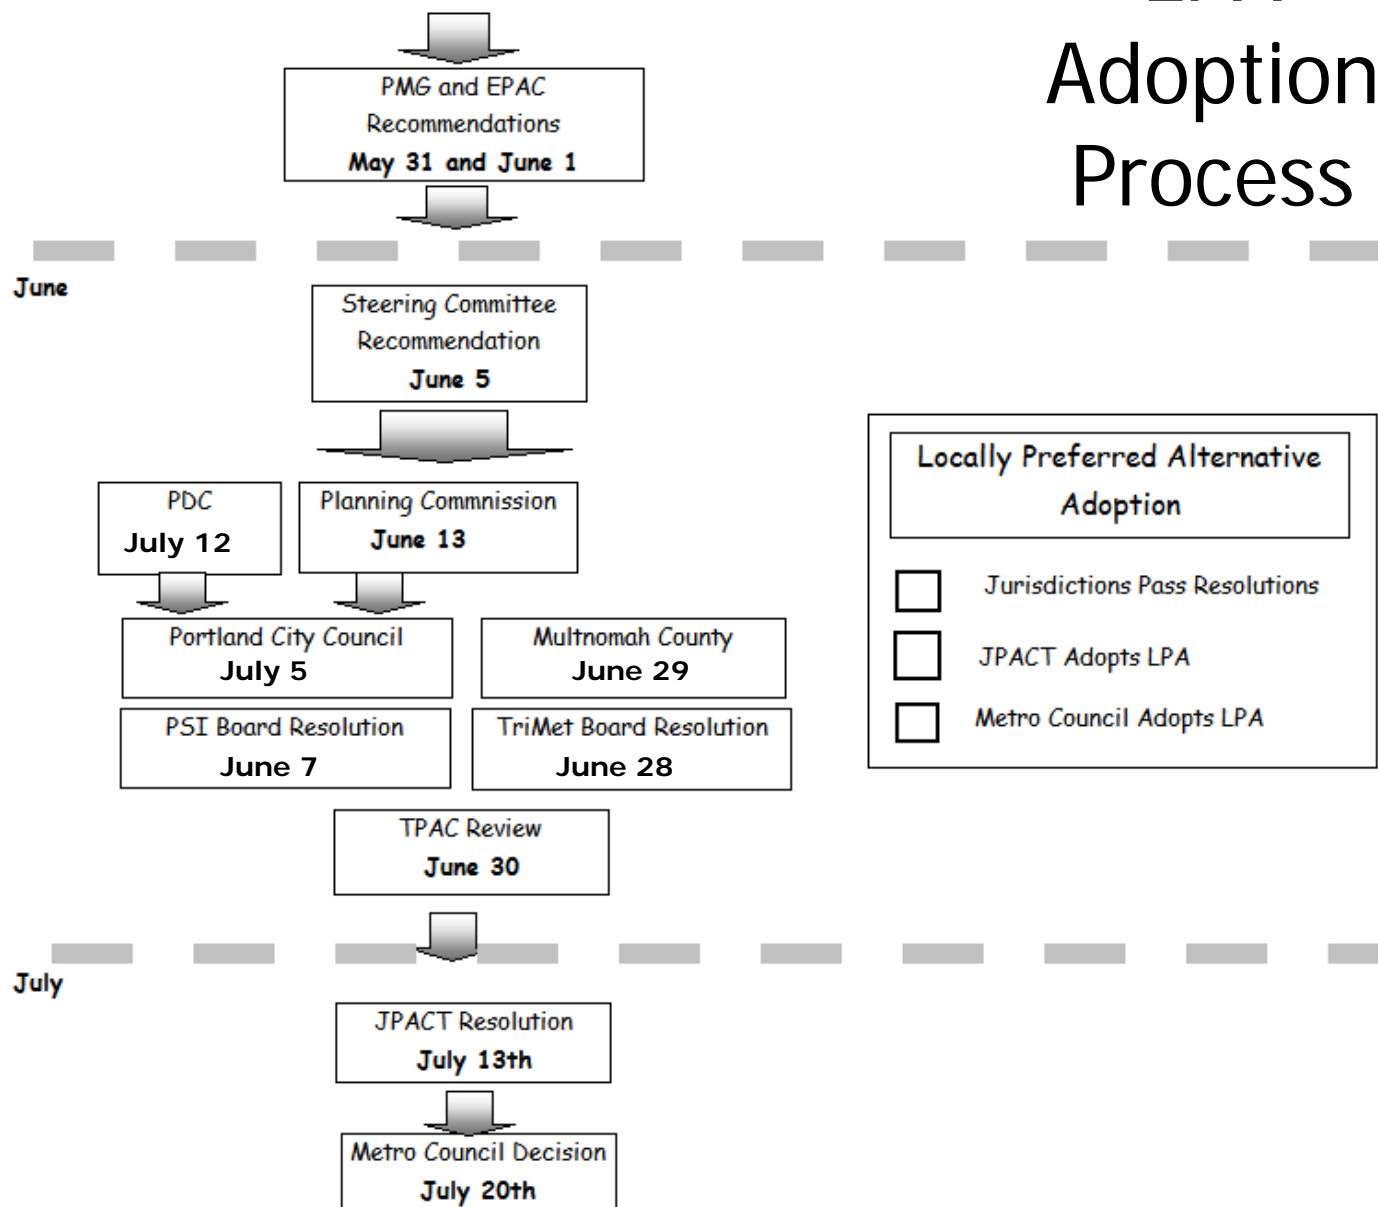 Adoption
Process
PMG and EPAC
Recommendations
May 31 and June 1
June
Steering Committee
Recommendation
June 5
PDC
July 12
Planning Commnission
June 13
Portland City Council
July 5
Multnomah County
June 29
PSI Board Resolution
June 7
TriMet Board Resolution
June 28
TPAC Review
June 30
July
JPACT Resolution
July 13th
Metro Council Decision
July 20th
Locally Preferred Alternative
Adoption
Jurisdictions Pass Resolutions
JPACT Adopts LPA
Metro Council Adopts LPA